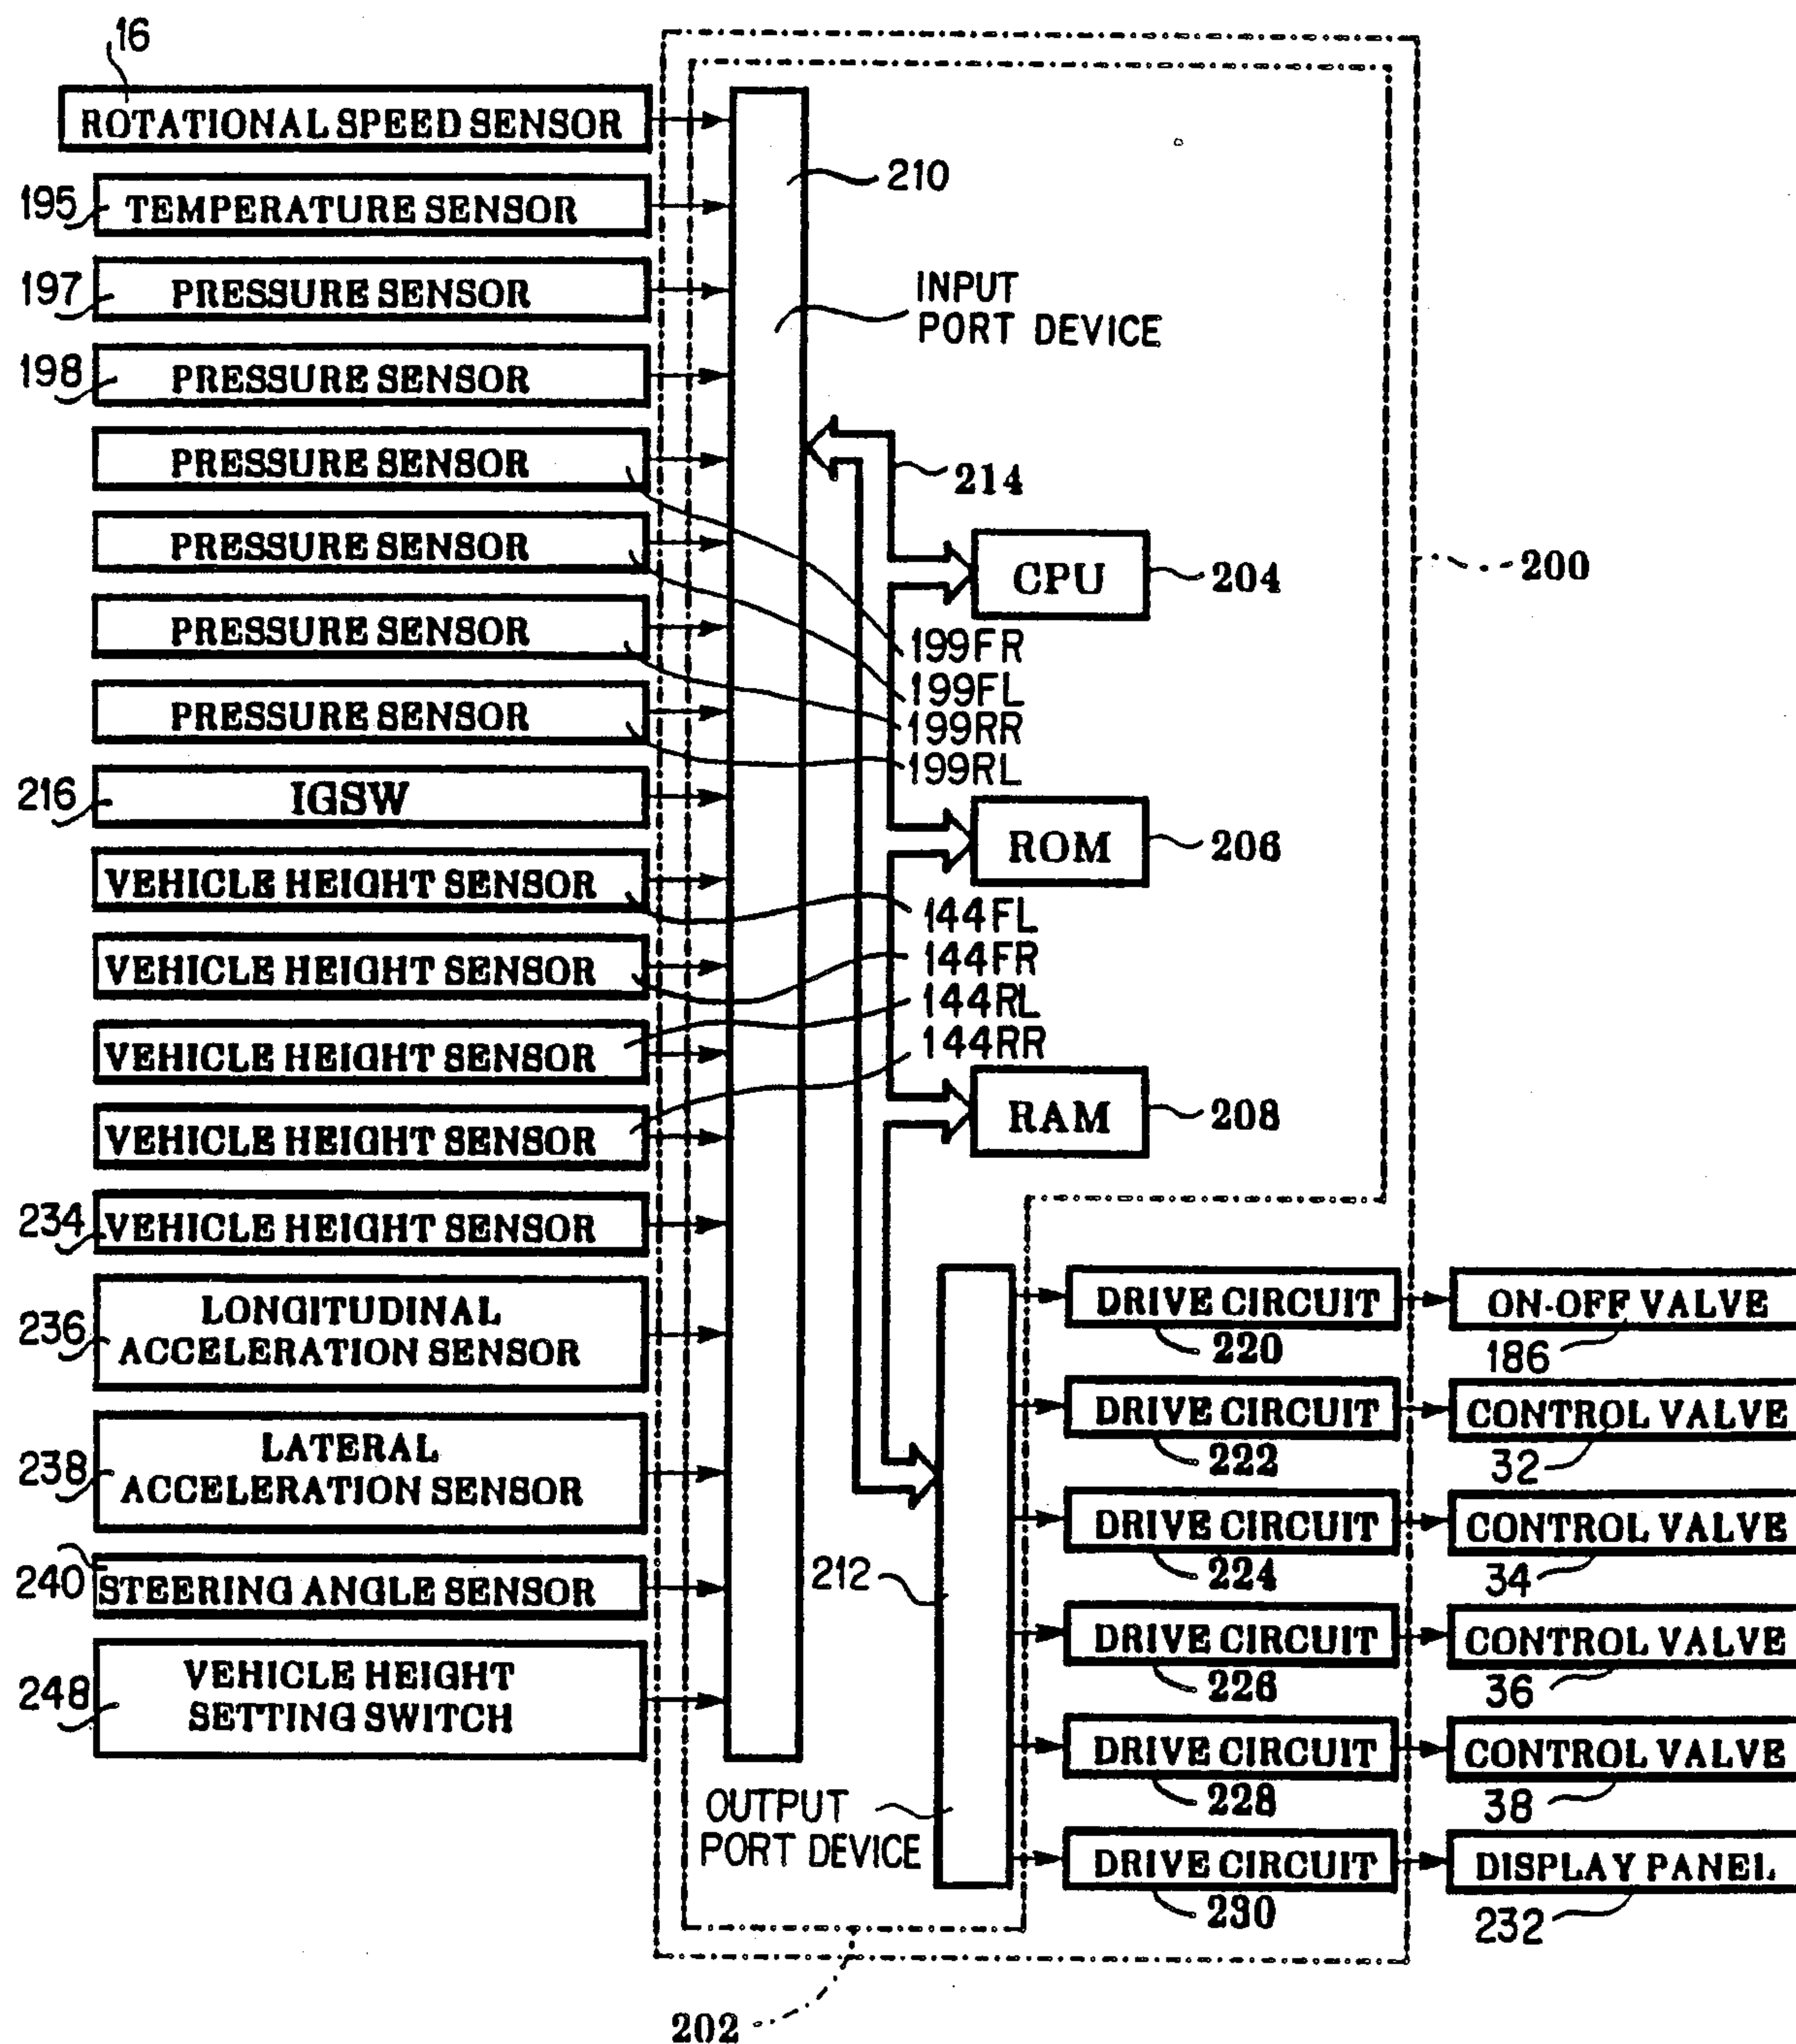 16
ROTATIONAL SPEED SENSOR
195
TEMPERATURE SENSOR
197
PRESSURE SENSOR
198
PRESSURE SENSOR
PRESSURE SENSOR
PRESSURE SENSOR
PRESSURE SENSOR
PRESSURE SENSOR
216
IGSW
VEHICLE HEIGHT SENSOR
VEHICLE HEIGHT SENSOR
VEHICLE HEIGHT SENSOR
VEHICLE HEIGHT SENSOR
234
VEHICLE HEIGHT SENSOR
236
LONGITUDINAL
ACCELERATION SENSOR
238
LATERAL
ACCELERATION SENSOR
240
STEERING ANGLE SENSOR
248
VEHICLE HEIGHT
SETTING SWITCH
210
INPUT
PORT DEVICE
214
CPU
204
200
199FR
199FL
199RR
199RL
ROM
206
144FL
144FR
144RL
144RR
RAM
208
212
OUTPUT
PORT DEVICE
DRIVE CIRCUIT
220
ON-OFF VALVE
186
DRIVE CIRCUIT
222
CONTROL VALVE
32
DRIVE CIRCUIT
224
CONTROL VALVE
34
DRIVE CIRCUIT
226
CONTROL VALVE
36
DRIVE CIRCUIT
228
CONTROL VALVE
38
DRIVE CIRCUIT
230
DISPLAY PANEL
232
202